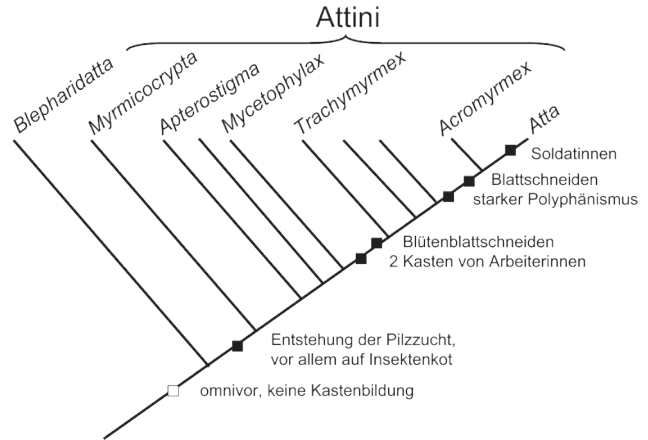 Attini
Blepharidatta
Myrmicocrypta
Apterostigma
Mycetophylax
Trachymyrmex
Acromyrmex
Atta
Soldatinnen
Blattschneiden
starker Polyphänismus
Blütenblattschneiden
2 Kasten von Arbeiterinnen
Entstehung der Pilzzucht,
vor allem auf Insektenkot
omnivor, keine Kastenbildung